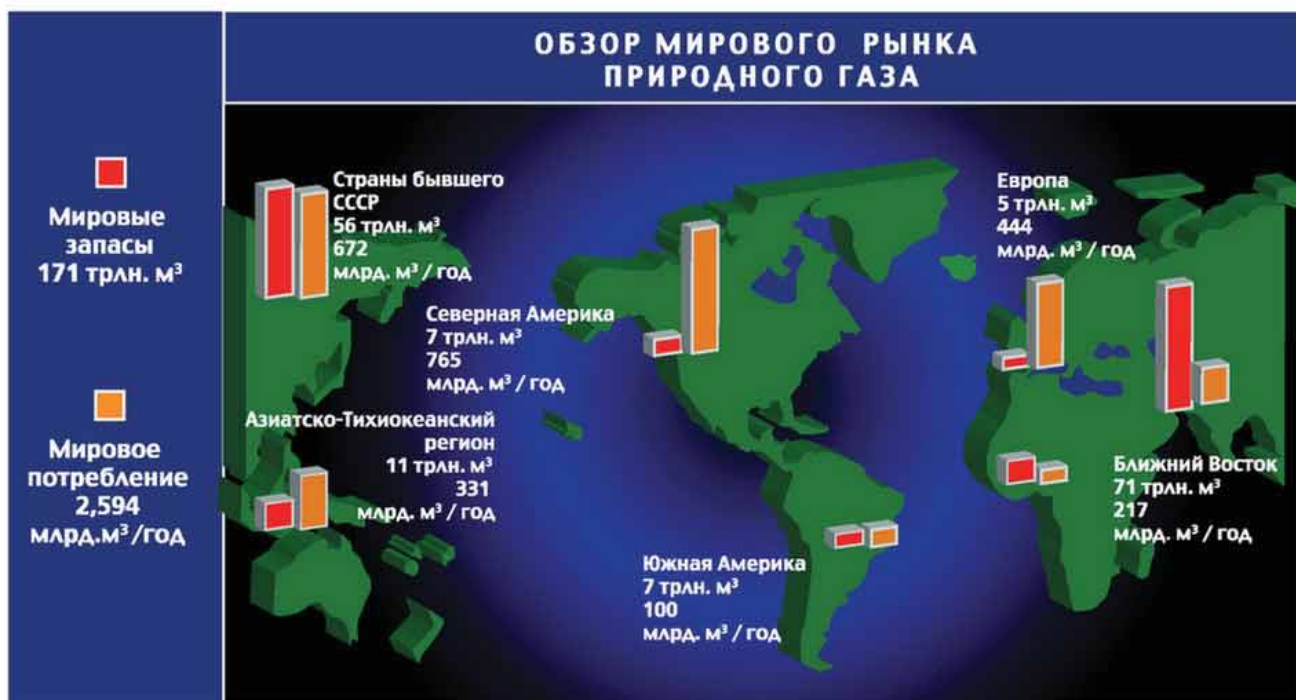 ОБЗОР МИРОВОГО РЫНКА
ПРИРОДНОГО ГАЗА
Мировые
запасы
171 трлн. м³
Мировое
потребление
2,594
млрд.м³/год
Страны бывшего
СССР
56 трлн. м³
672
млрд. м³ / год
Северная Америка
7 трлн. м³
765
млрд. м³ / год
Азиатско-Тихиокеанский
регион
11 трлн. м³
331
млрд. м³ / год
Южная Америка
7 трлн. м³
100
млрд. м³ / год
Европа
5 трлн. м³
444
млрд. м³ / год
Ближний Восток
71 трлн. м³
217
млрд. м³ / год